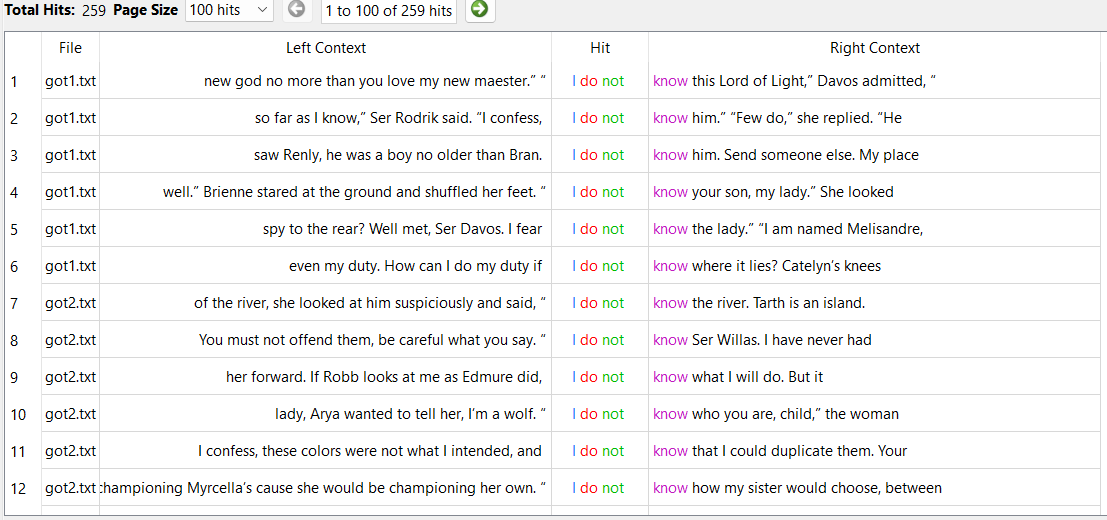 Total Hits: 259 Page Size 100 hits 1 to 100 of 259 hits
File Left Context Hit Right Context
1 got1.txt new god no more than you love my new maester.” “ I do not know this Lord of Light,” Davos admitted, “
2 got1.txt so far as I know,” Ser Rodrik said. “I confess, I do not know him.” “Few do,” she replied. “He
3 got1.txt saw Renly, he was a boy no older than Bran. I do not know him. Send someone else. My place
4 got1.txt well.” Brienne stared at the ground and shuffled her feet. “ I do not know your son, my lady.” She looked
5 got1.txt spy to the rear? Well met, Ser Davos. I fear I do not know the lady.” “I am named Melisandre,
6 got1.txt even my duty. How can I do my duty if I do not know where it lies? Catelyn’s knees
7 got2.txt of the river, she looked at him suspiciously and said, “ I do not know the river. Tarth is an island.
8 got2.txt You must not offend them, be careful what you say. “ I do not know Ser Willas. I have never had
9 got2.txt her forward. If Robb looks at me as Edmure did, I do not know what I will do. But it
10 got2.txt lady, Arya wanted to tell her, I’m a wolf. “ I do not know who you are, child,” the woman
11 got2.txt I confess, these colors were not what I intended, and I do not know that I could duplicate them. Your
12 got2.txt championing Myrcella’s cause she would be championing her own. “ I do not know how my sister would choose, between